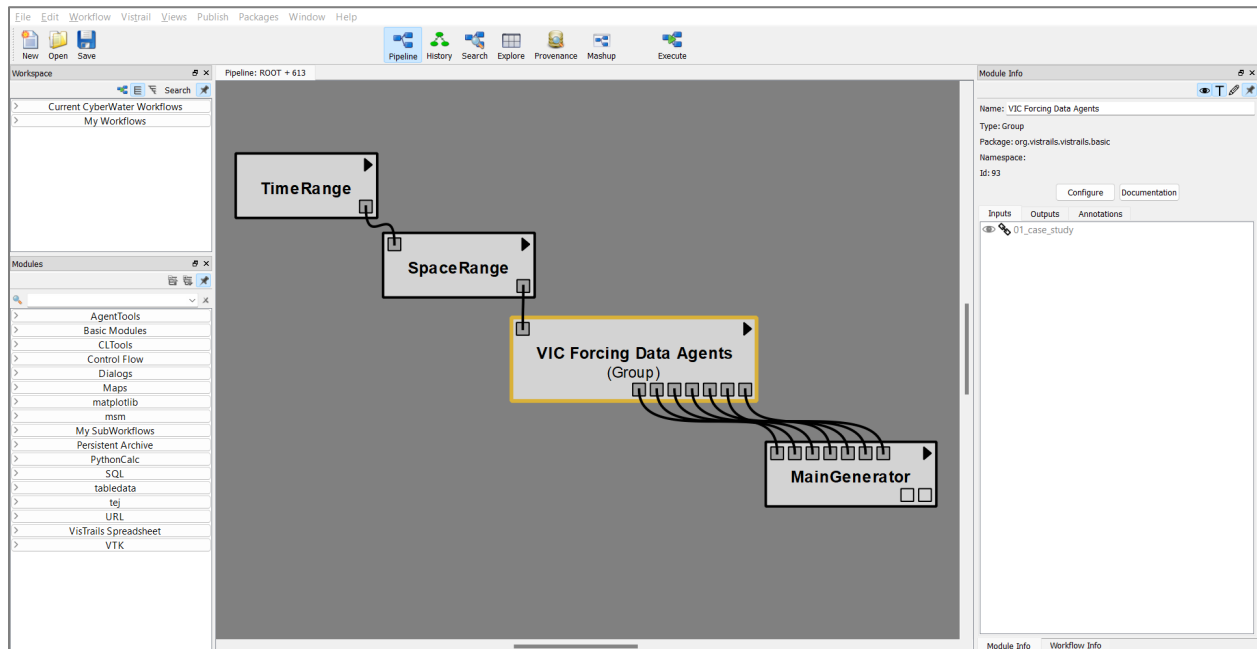 File Edit Workflow Vistrail Views Publish Packages Window Help
New Open Save Pipeline History Search Explore Provenance Mashup Execute
Workspace
Search
Current CyberWater Workflows
My Workflows
Modules
AgentTools
Basic Modules
CLTools
Control Flow
Dialogs
Maps
matplotlib
msm
My SubWorkflows
Persistent Archive
PythonCalc
SQL
tabledata
tej
URL
VisTrails Spreadsheet
VTK
Pipeline: ROOT + 613
TimeRange
SpaceRange
VIC Forcing Data Agents
(Group)
MainGenerator
Module Info
Name: VIC Forcing Data Agents
Type: Group
Package: org.vistrails.vistrails.basic
Namespace:
Id: 93
Configure Documentation
Inputs Outputs Annotations
01_case_study
Module Info Workflow Info